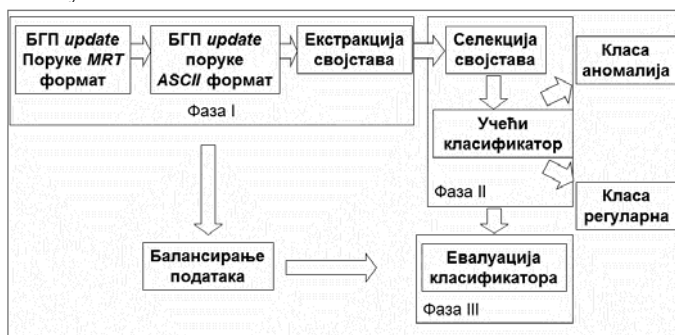 БГП update
Поруке MRT
формат
БГП update
поруке
ASCII формат
Екстракција
својстава
Фаза I
Селекција
својстава
Учећи
класификатор
Фаза II
Класа
аномалија
Класа
регуларна
Балансирање
података
Евалуација
класификатора
Фаза III